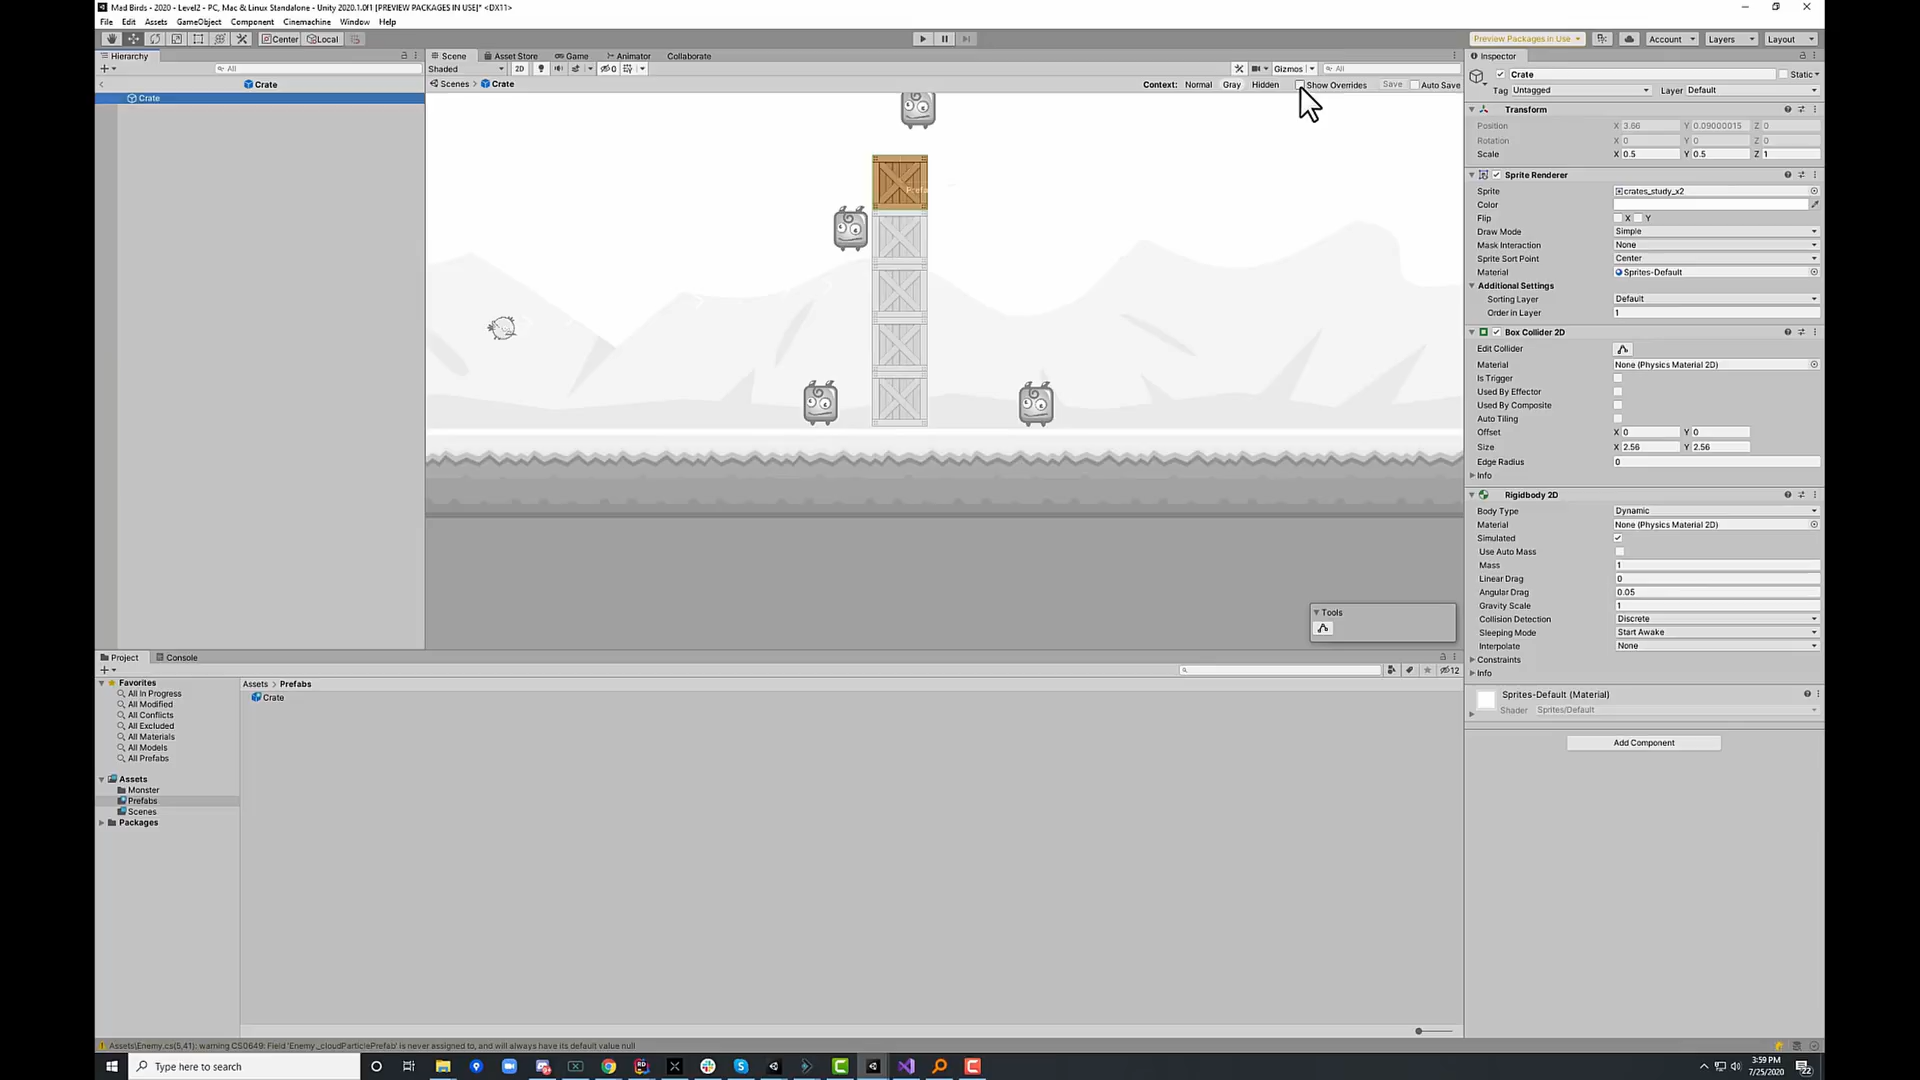 Mad Birds - 2020 - Level2 - PC, Mac & Linux Standalone - Unity 2020.1.0f1 [PREVIEW PACKAGES IN USE]* <DX11>
File Edit Assets GameObject Component Cinemachine Window Help
Center Local Preview Packages in Use Account Layers Layout
Hierarchy Scene Asset Store Game Animator Collaborate Inspector
All Shaded 2D 0 Gizmos All
Crate Scenes Crate Context: Normal Gray Hidden Show Overrides Save Auto Save
Crate
Crate Static
Tag Untagged Layer Default
Transform
Position X 3.66 Y 0.09000015 Z 0
Rotation X 0 Y 0 Z 0
Scale X 0.5 Y 0.5 Z 1
Sprite Renderer
Sprite crates_study_x2
Color
Flip X Y
Draw Mode Simple
Mask Interaction None
Sprite Sort Point Center
Material Sprites-Default
Additional Settings
Sorting Layer Default
Order in Layer 1
Box Collider 2D
Edit Collider
Material None (Physics Material 2D)
Is Trigger
Used By Effector
Used By Composite
Auto Tiling
Offset X 0 Y 0
Size X 2.56 Y 2.56
Edge Radius 0
Info
Rigidbody 2D
Body Type Dynamic
Material None (Physics Material 2D)
Simulated
Use Auto Mass
Mass 1
Linear Drag 0
Angular Drag 0.05
Gravity Scale 1
Collision Detection Discrete
Sleeping Mode Start Awake
Interpolate None
Constraints
Info
Sprites-Default (Material)
Shader Sprites/Default
Add Component
Prefa
Tools
Project Console
12
Favorites
All In Progress
All Modified
All Conflicts
All Excluded
All Materials
All Models
All Prefabs
Assets
Monster
Prefabs
Scenes
Packages
Assets > Prefabs
Crate
Assets\Enemy.cs(5,41): warning CS0649: Field 'Enemy._cloudParticlePrefab' is never assigned to, and will always have its default value null
Type here to search
3:59 PM
7/25/2020
22